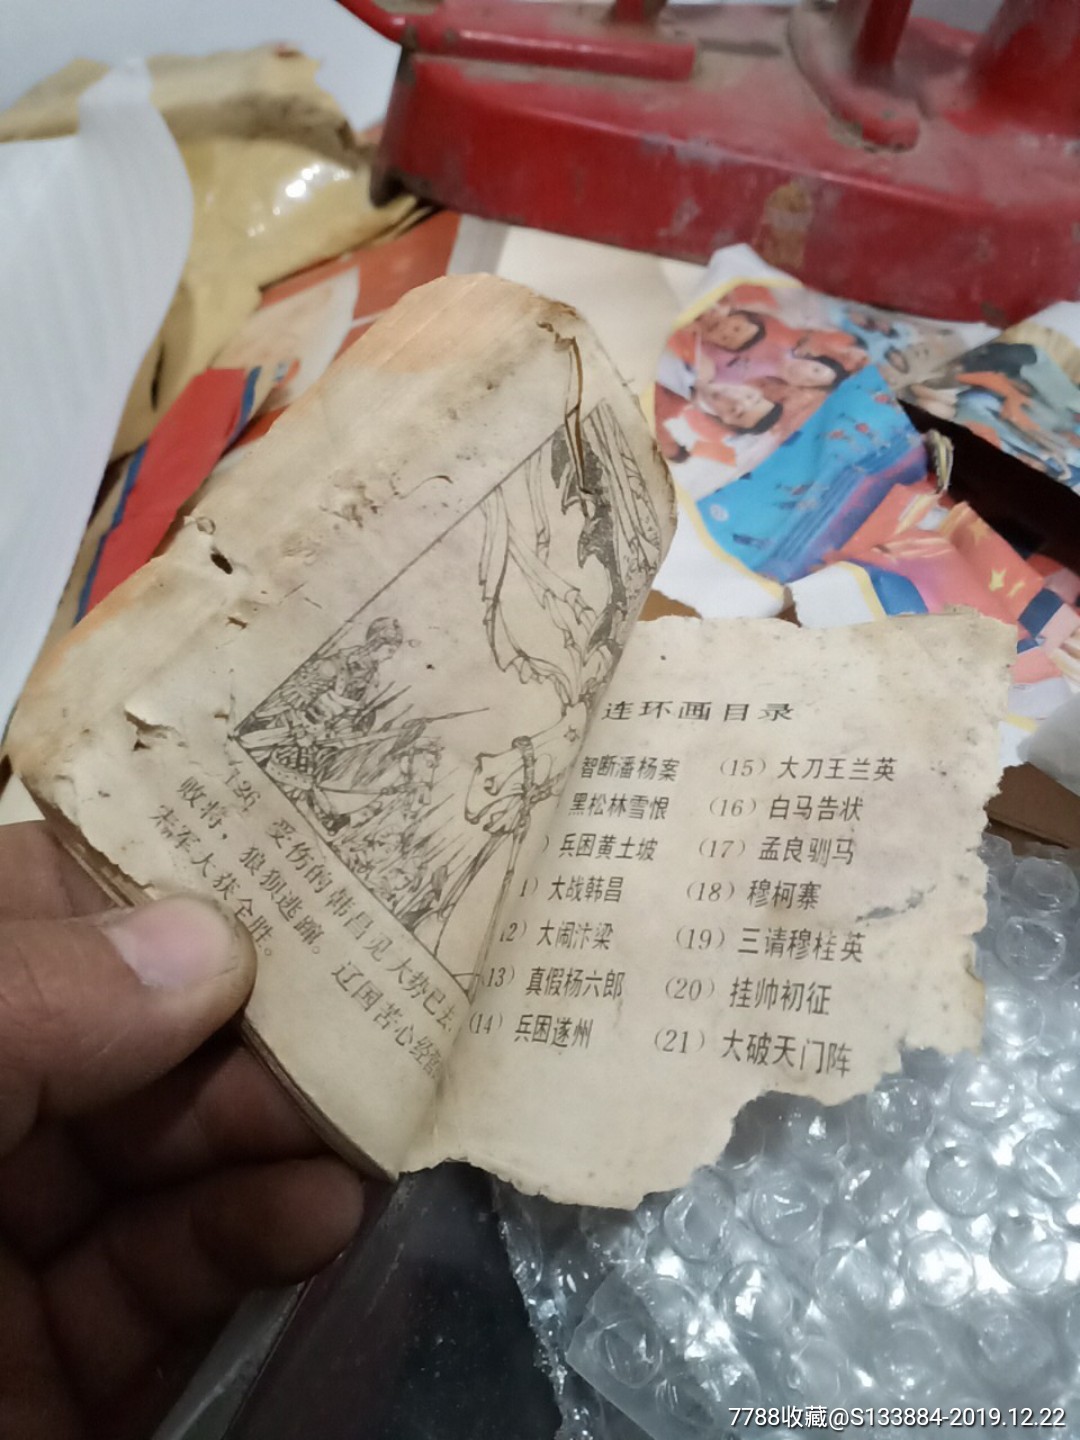 126 受伤的韩昌见大势已去
败将，狼狈逃蹿。辽国苦心经营
宋军大获全胜。
连环画目录
智断潘杨案 （15）大刀王兰英
黑松林雪恨 （16）白马告状
）兵困黄土坡 （17）孟良驯马
1）大战韩昌 （18）穆柯寨
12）大闹汴梁 （19）三请穆桂英
（13）真假杨六郎 （20）挂帅初征
（14）兵困遂州 （21）大破天门阵
7788收藏@S133884-2019.12.22